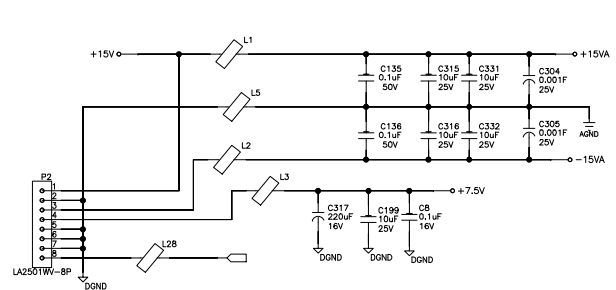 L1
+15V
+15VA
C135
0.1uF
50V
C315
10uF
25V
C331
10uF
25V
C304
0.001F
25V
L5
C136
0.1uF
50V
C316
10uF
25V
C332
10uF
25V
C305
0.001F
25V
AGND
L2
-15VA
P2
L3
+7.5V
1
2
3
4
5
6
7
8
C317
220uF
16V
C199
10uF
25V
C8
0.1uF
16V
L28
DGND
DGND
DGND
LA2501WV-8P
DGND